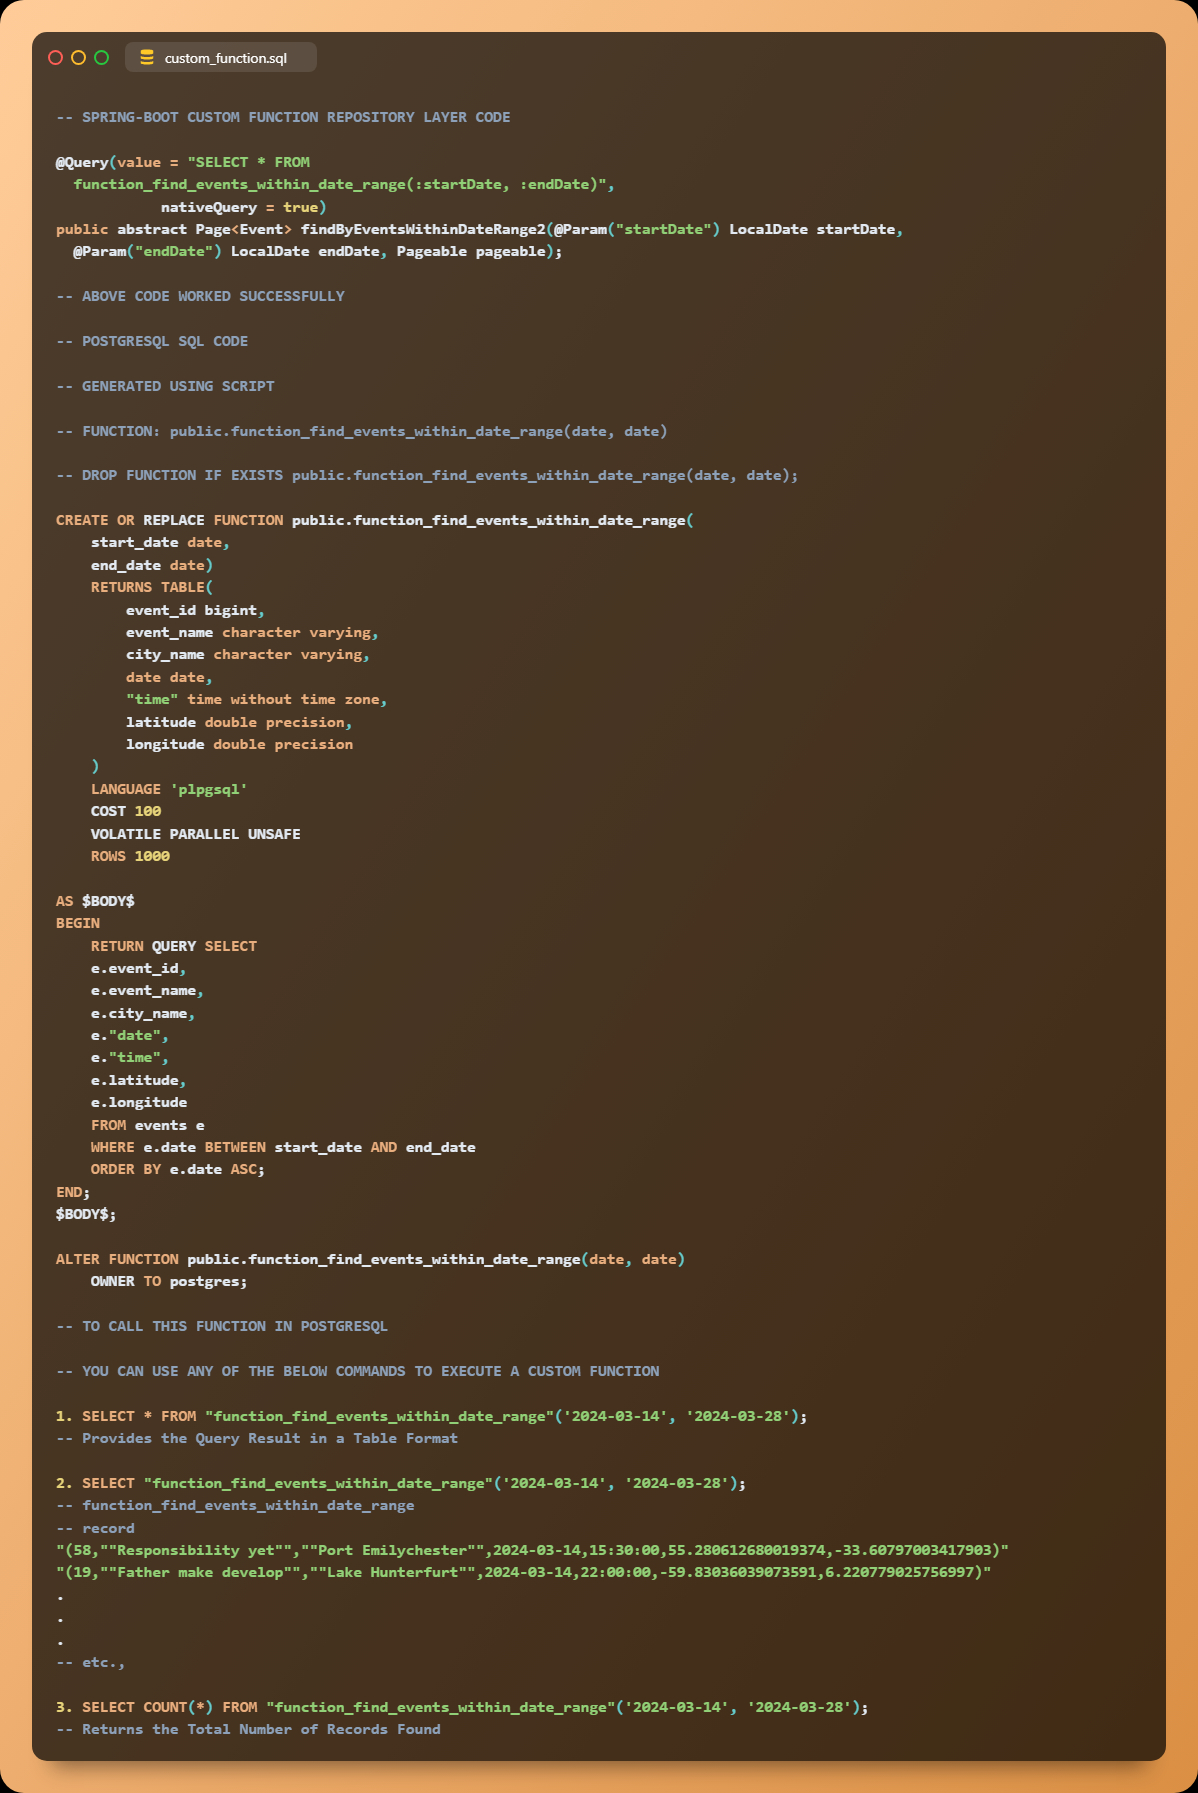 custom_function.sql
-- SPRING-BOOT CUSTOM FUNCTION REPOSITORY LAYER CODE
@Query(value = "SELECT * FROM
function_find_events_within_date_range(:startDate, :endDate)",
nativeQuery = true)
public abstract Page<Event> findByEventsWithinDateRange2(@Param("startDate") LocalDate startDate,
@Param("endDate") LocalDate endDate, Pageable pageable);
-- ABOVE CODE WORKED SUCCESSFULLY
-- POSTGRESQL SQL CODE
-- GENERATED USING SCRIPT
-- FUNCTION: public.function_find_events_within_date_range(date, date)
-- DROP FUNCTION IF EXISTS public.function_find_events_within_date_range(date, date);
CREATE OR REPLACE FUNCTION public.function_find_events_within_date_range(
start_date date,
end_date date)
RETURNS TABLE(
event_id bigint,
event_name character varying,
city_name character varying,
date date,
"time" time without time zone,
latitude double precision,
longitude double precision
)
LANGUAGE 'plpgsql'
COST 100
VOLATILE PARALLEL UNSAFE
ROWS 1000
AS $BODY$
BEGIN
RETURN QUERY SELECT
e.event_id,
e.event_name,
e.city_name,
e."date",
e."time",
e.latitude,
e.longitude
FROM events e
WHERE e.date BETWEEN start_date AND end_date
ORDER BY e.date ASC;
END;
$BODY$;
ALTER FUNCTION public.function_find_events_within_date_range(date, date)
OWNER TO postgres;
-- TO CALL THIS FUNCTION IN POSTGRESQL
-- YOU CAN USE ANY OF THE BELOW COMMANDS TO EXECUTE A CUSTOM FUNCTION
1. SELECT * FROM "function_find_events_within_date_range"('2024-03-14', '2024-03-28');
-- Provides the Query Result in a Table Format
2. SELECT "function_find_events_within_date_range"('2024-03-14', '2024-03-28');
-- function_find_events_within_date_range
-- record
"(58,""Responsibility yet"",""Port Emilychester"",2024-03-14,15:30:00,55.280612680019374,-33.60797003417903)"
"(19,""Father make develop"",""Lake Hunterfurt"",2024-03-14,22:00:00,-59.83036039073591,6.220779025756997)"
.
.
.
-- etc.,
3. SELECT COUNT(*) FROM "function_find_events_within_date_range"('2024-03-14', '2024-03-28');
-- Returns the Total Number of Records Found